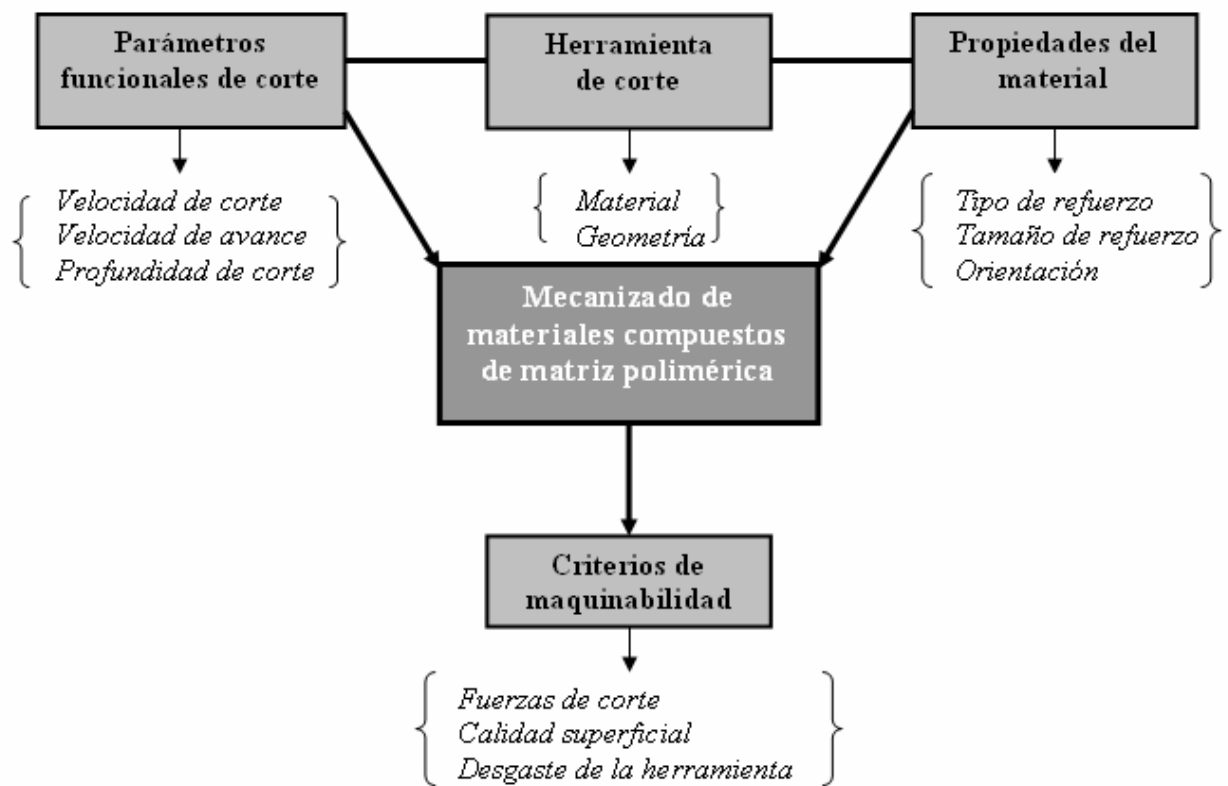 Parámetros
funcionales de corte
Herramienta
de corte
Propiedades del
material
Velocidad de corte
Velocidad de avance
Profundidad de corte
Material
Geometría
Tipo de refuerzo
Tamaño de refuerzo
Orientación
Mecanizado de
materiales compuestos
de matriz polimérica
Criterios de
maquinabilidad
Fuerzas de corte
Calidad superficial
Desgaste de la herramienta